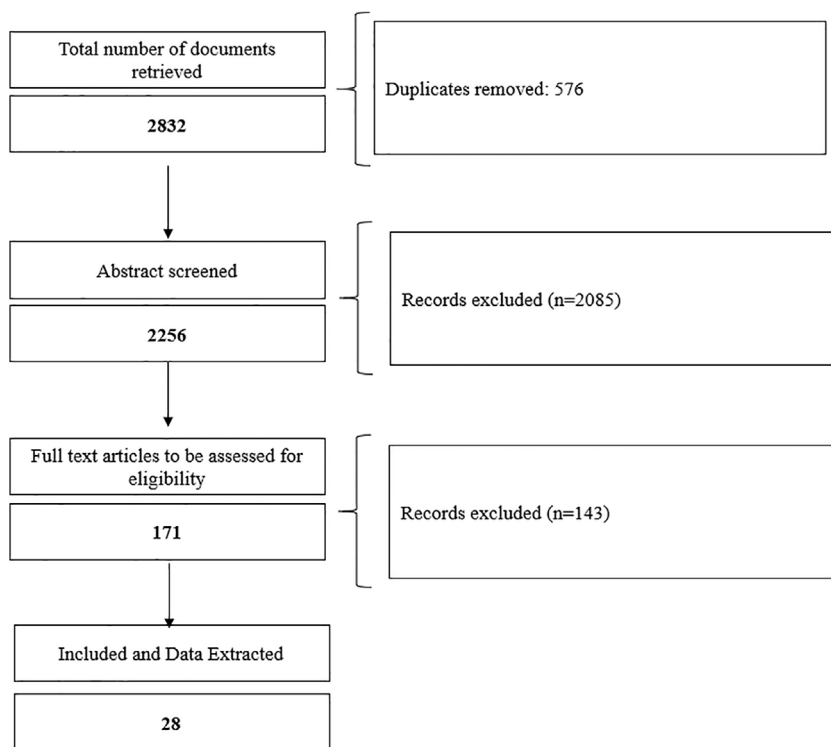 Total number of documents
retrieved
2832
Duplicates removed: 576
Abstract screened
2256
Records excluded (n=2085)
Full text articles to be assessed for
eligibility
171
Records excluded (n=143)
Included and Data Extracted
28